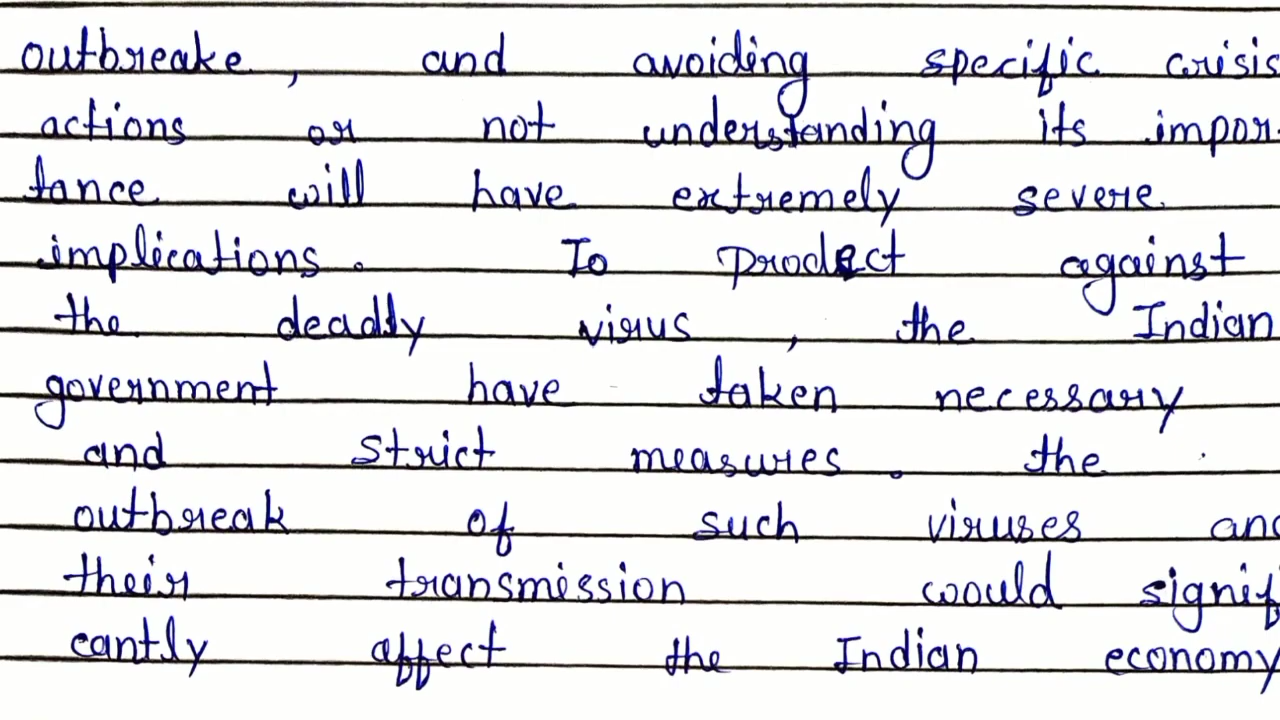 outbreake, and avoiding specific crisis
actions or not understanding its impor-
tance will have extremely severe
implications. To prodect against
the deadly virus, the Indian
government have taken necessary
and strict measures. the
outbreak of such viruses and
their transmission would signif
cantly affect the Indian economy